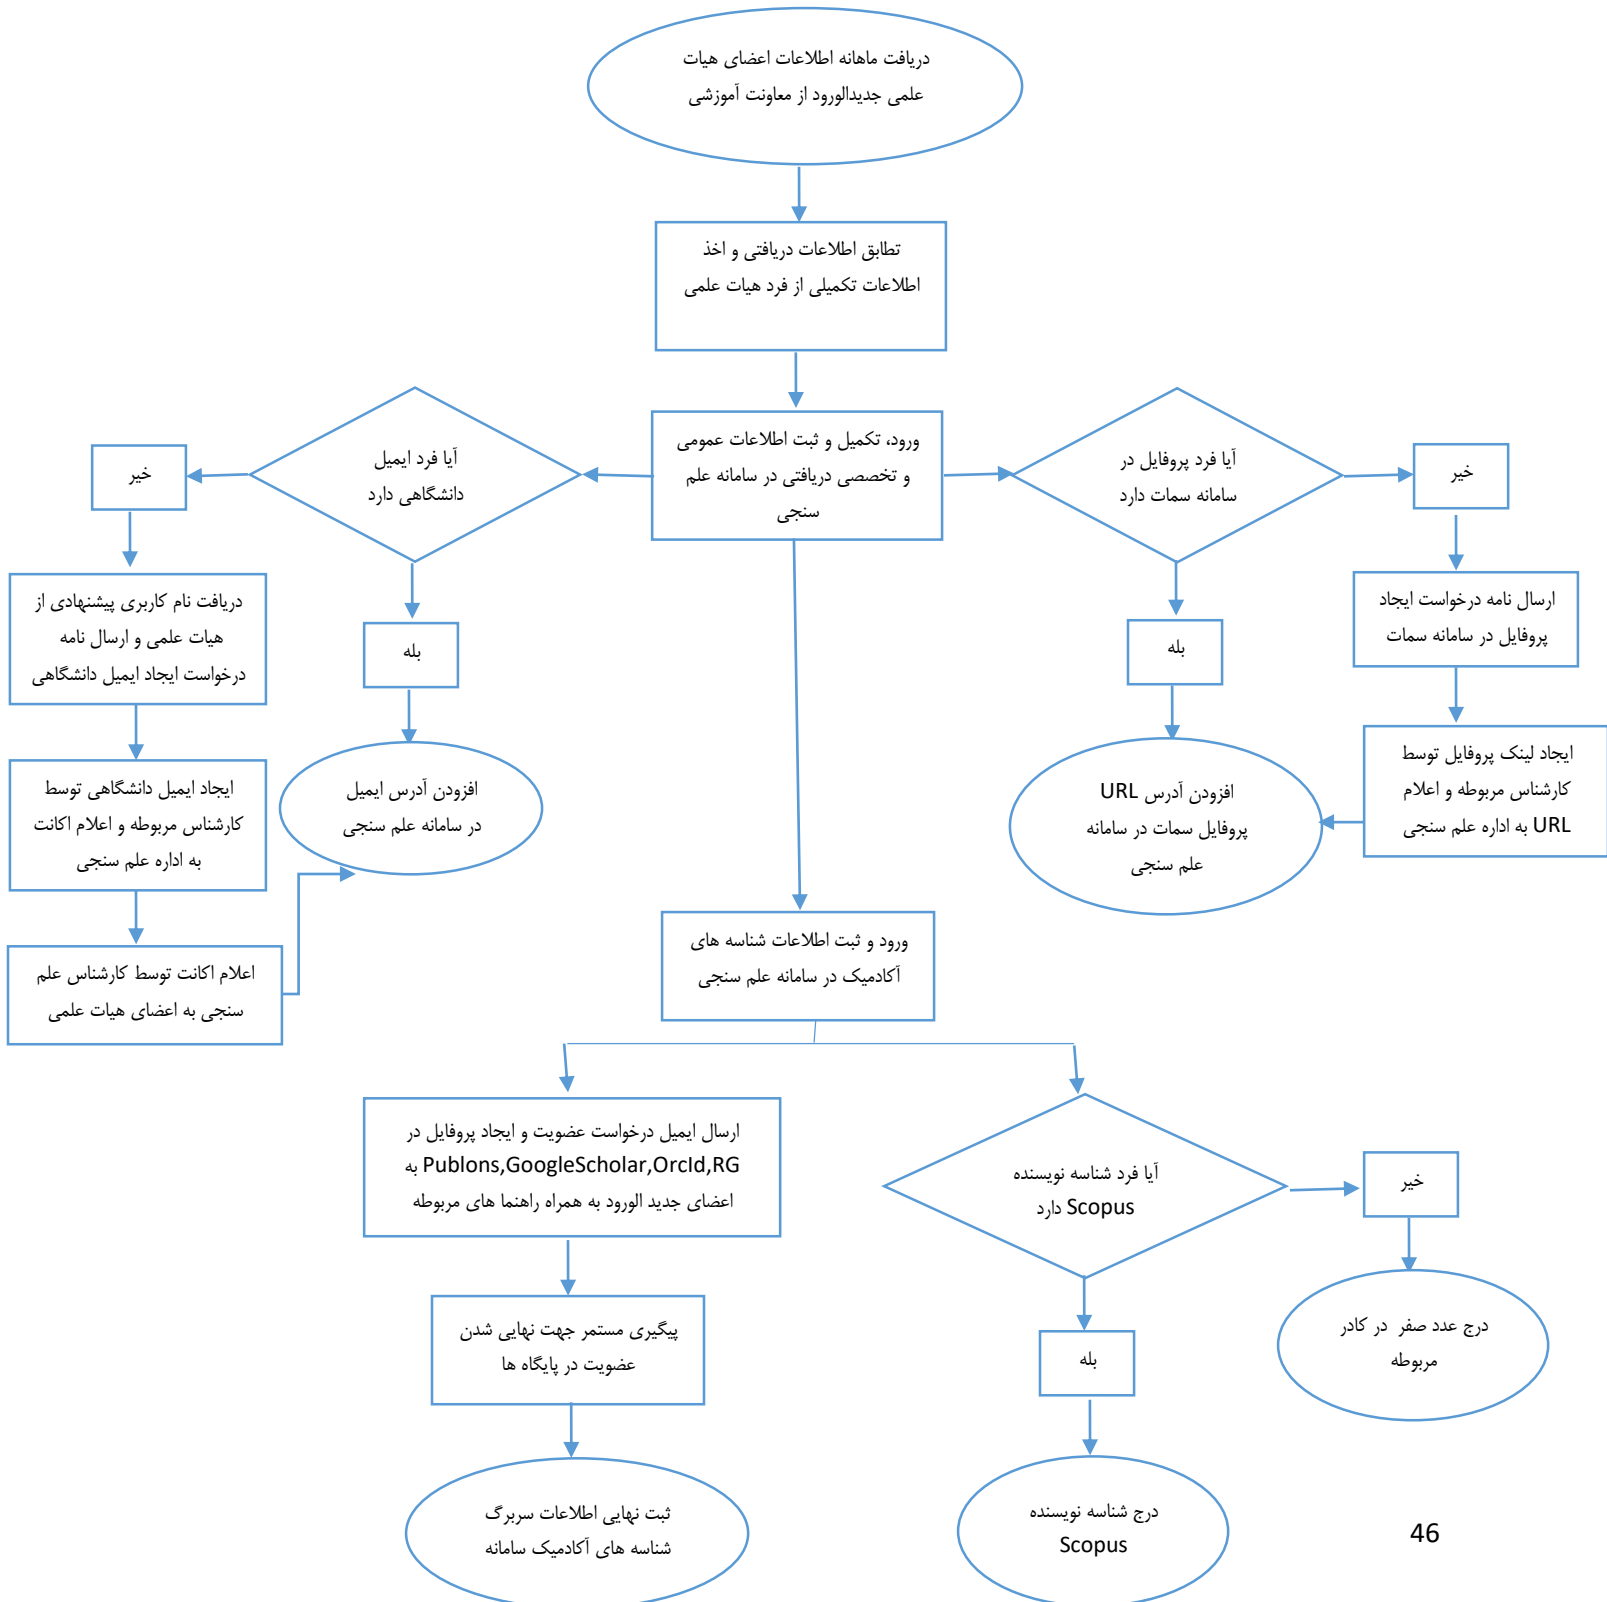 دریافت ماهانه اطلاعات اعضای هیات
علمی جدیدالورود از معاونت آموزشی
تطابق اطلاعات دریافتی و اخذ
اطلاعات تکمیلی از فرد هیات علمی
ورود، تکمیل و ثبت اطلاعات عمومی
و تخصصی دریافتی در سامانه علم
سنجی
آیا فرد پروفایل در
سامانه سمات دارد
خیر
ارسال نامه درخواست ایجاد
پروفایل در سامانه سمات
ایجاد لینک پروفایل توسط
کارشناس مربوطه و اعلام
URL به اداره علم سنجی
بله
افزودن آدرس URL
پروفایل سمات در سامانه
علم سنجی
آیا فرد ایمیل
دانشگاهی دارد
خیر
دریافت نام کاربری پیشنهادی از
هیات علمی و ارسال نامه
درخواست ایجاد ایمیل دانشگاهی
ایجاد ایمیل دانشگاهی توسط
کارشناس مربوطه و اعلام اکانت
به اداره علم سنجی
اعلام اکانت توسط کارشناس علم
سنجی به اعضای هیات علمی
بله
افزودن آدرس ایمیل
در سامانه علم سنجی
ورود و ثبت اطلاعات شناسه های
آکادمیک در سامانه علم سنجی
آیا فرد شناسه نویسنده
Scopus دارد
خیر
درج عدد صفر در کادر
مربوطه
بله
درج شناسه نویسنده
Scopus
ارسال ایمیل درخواست عضویت و ایجاد پروفایل در
Publons,GoogleScholar,OrcId,RG به
اعضای جدید الورود به همراه راهنما های مربوطه
پیگیری مستمر جهت نهایی شدن
عضویت در پایگاه ها
ثبت نهایی اطلاعات سربرگ
شناسه های آکادمیک سامانه
46